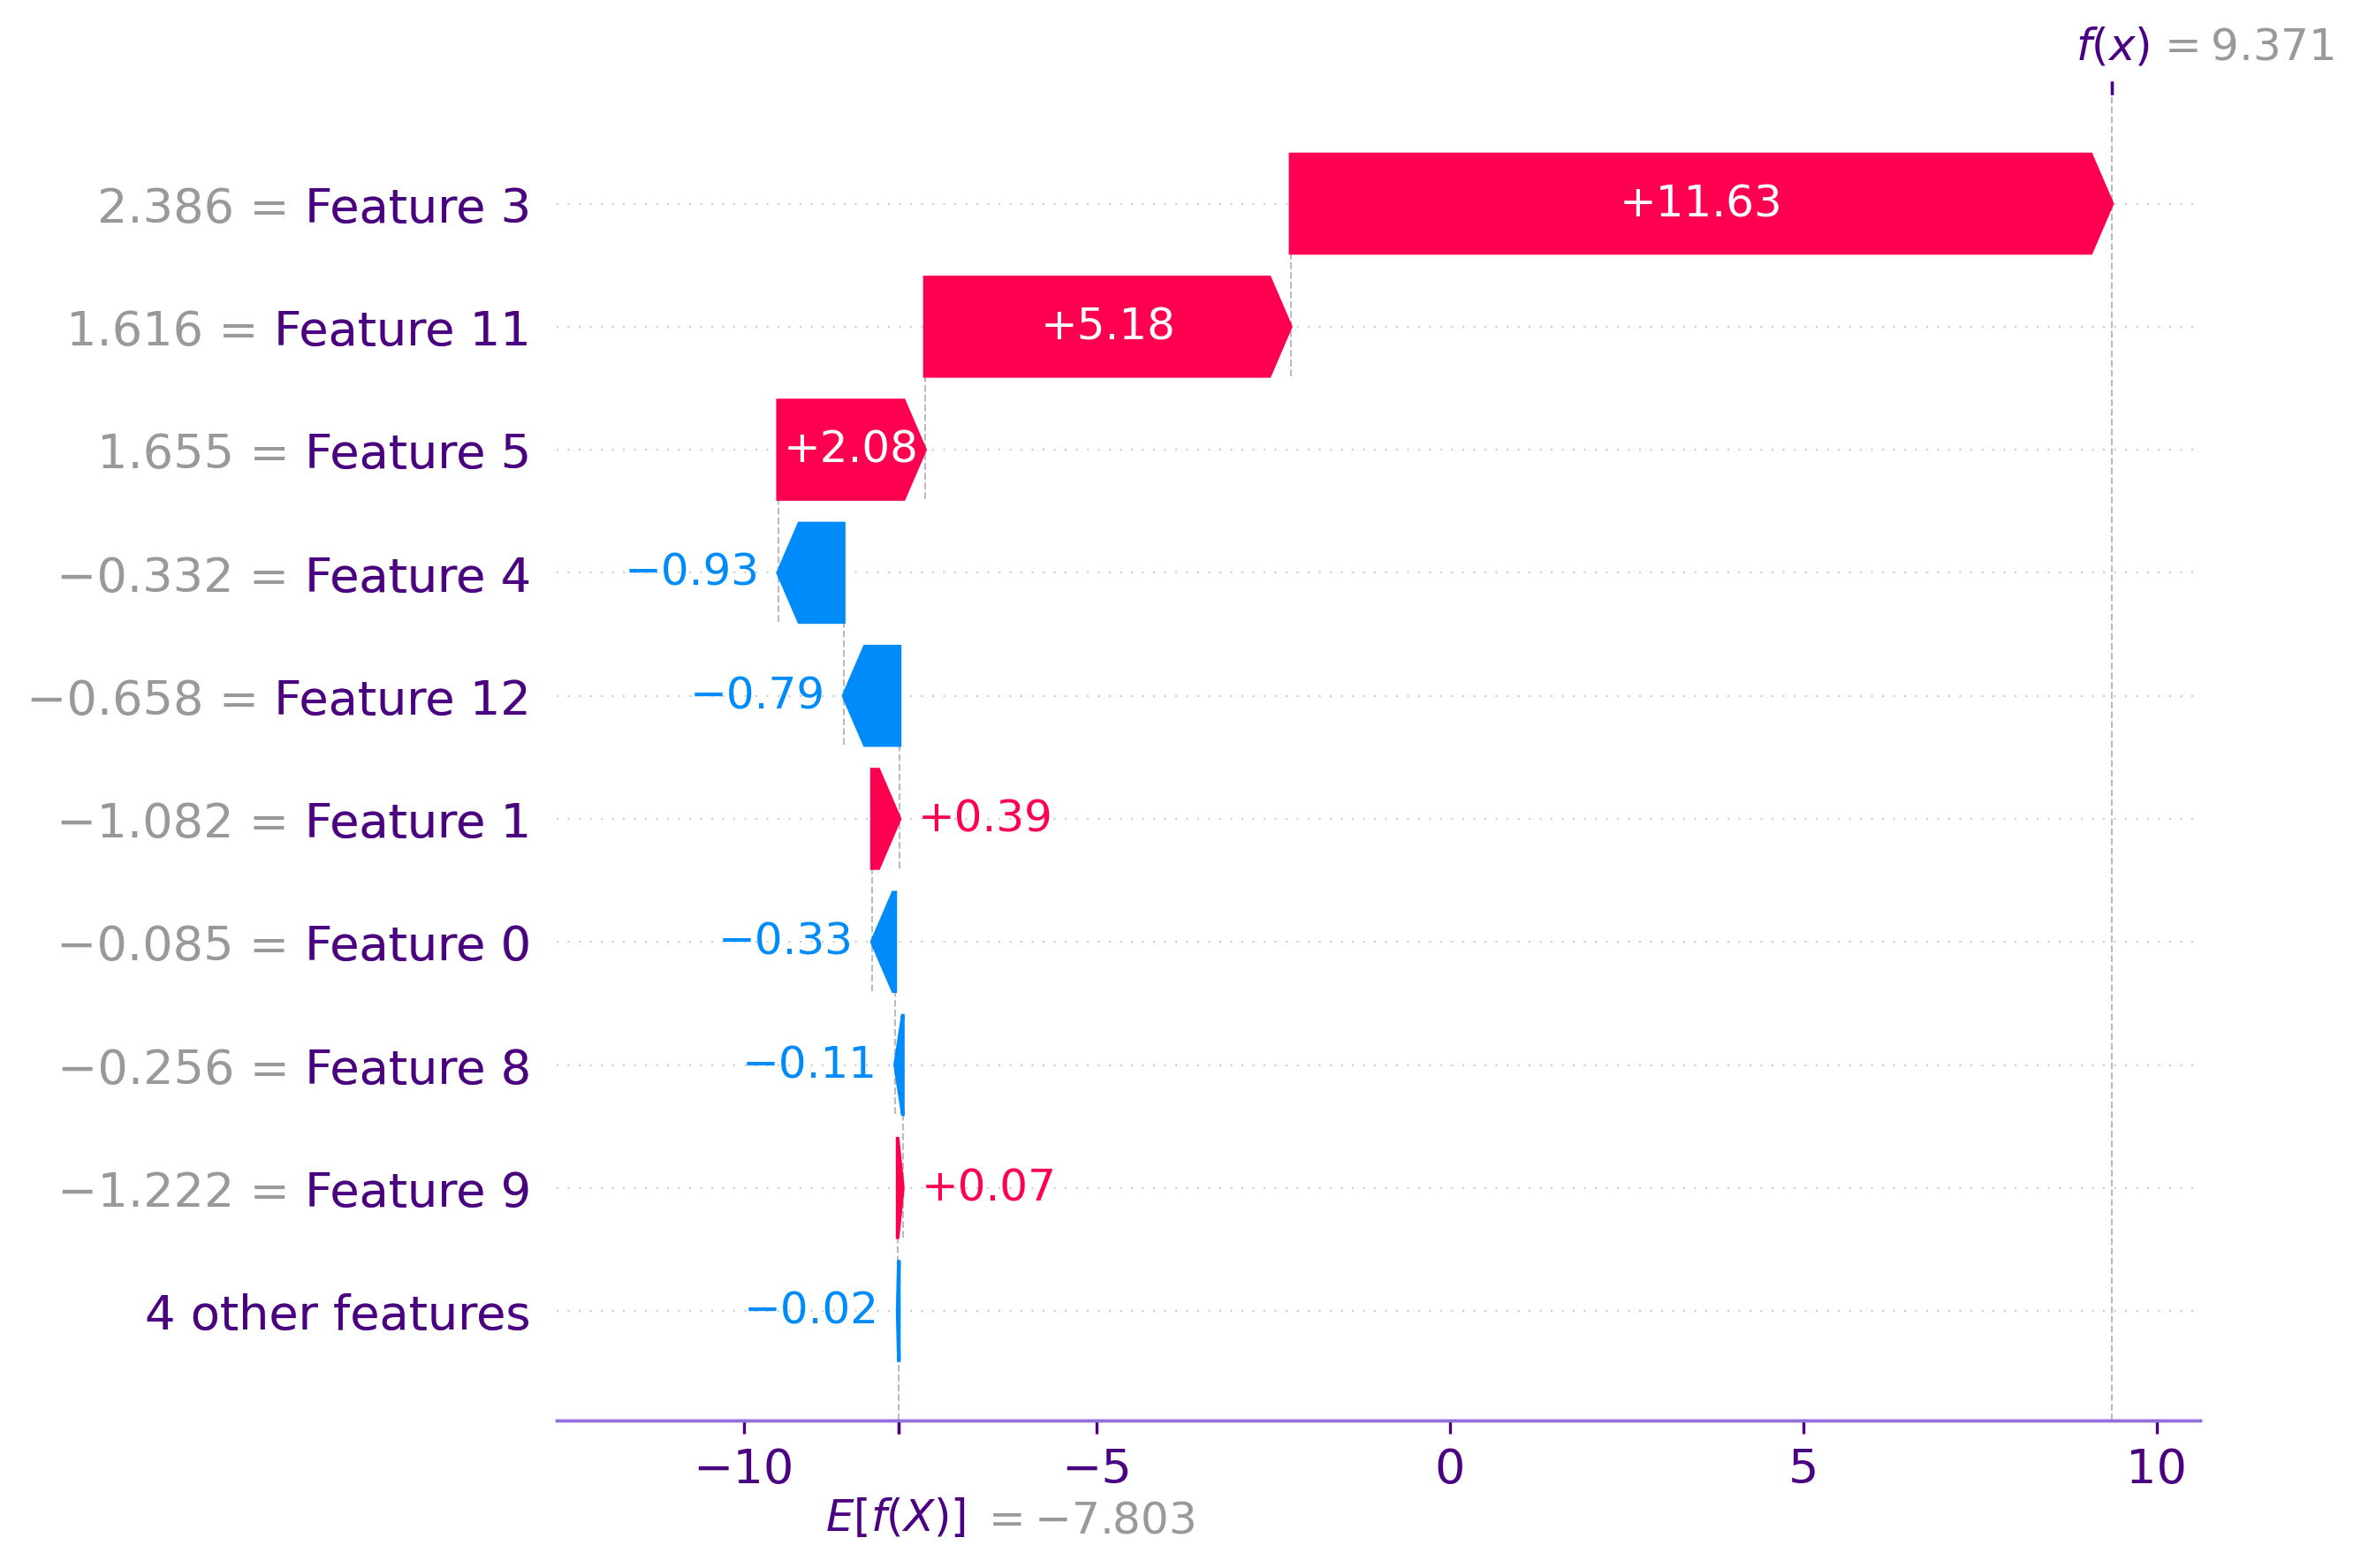 f(x) = 9.371
2.386 = Feature 3
+11.63
1.616 = Feature 11
+5.18
1.655 = Feature 5
+2.08
−0.332 = Feature 4
−0.93
−0.658 = Feature 12
−0.79
−1.082 = Feature 1
+0.39
−0.085 = Feature 0
−0.33
−0.256 = Feature 8
−0.11
−1.222 = Feature 9
+0.07
4 other features
−0.02
−10 −5 0 5 10
E[f(X)] = −7.803